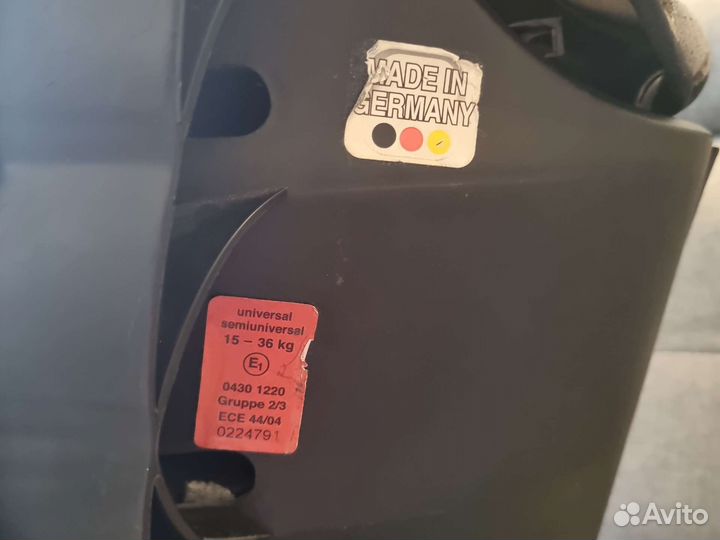 MADE IN
GERMANY
universal
semiuniversal
15 – 36 kg
E1
0430 1220
Gruppe 2/3
ECE 44/04
0224791
Avito